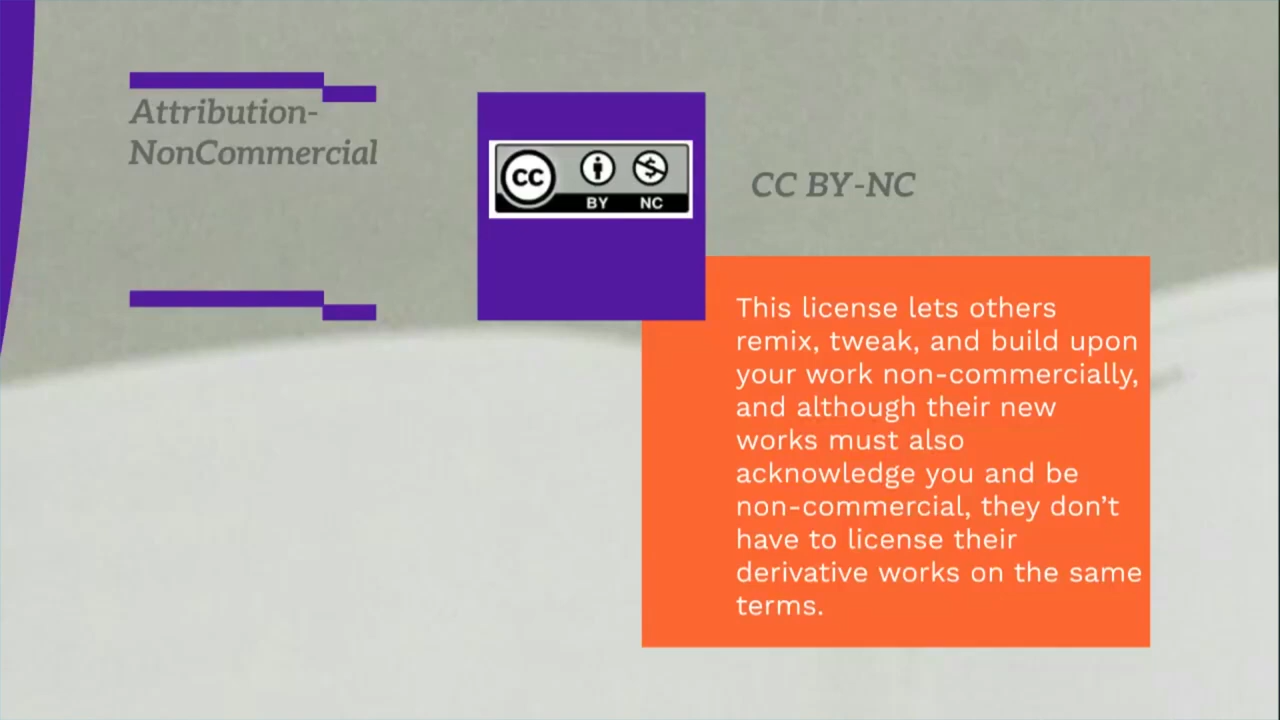 Attribution-
NonCommercial
CC
BY NC
CC BY-NC
This license lets others
remix, tweak, and build upon
your work non-commercially,
and although their new
works must also
acknowledge you and be
non-commercial, they don’t
have to license their
derivative works on the same
terms.